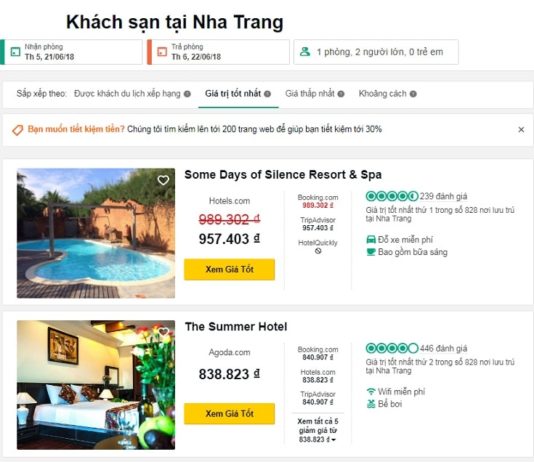 Khách sạn tại Nha Trang
Nhận phòng
Th 5, 21/06/18
Trả phòng
Th 6, 22/06/18
1 phòng, 2 người lớn, 0 trẻ em
Sắp xếp theo: Được khách du lịch xếp hạng Giá trị tốt nhất Giá thấp nhất Khoảng cách
Bạn muốn tiết kiệm tiền? Chúng tôi tìm kiếm lên tới 200 trang web để giúp bạn tiết kiệm tới 30%
Some Days of Silence Resort & Spa
Hotels.com
989.302 ₫
957.403 ₫
Xem Giá Tốt
Booking.com
989.302 ₫
TripAdvisor
957.403 ₫
HotelQuickly
239 đánh giá
Giá trị tốt nhất thứ 1 trong số 828 nơi lưu trú
tại Nha Trang
Đỗ xe miễn phí
Bao gồm bữa sáng
The Summer Hotel
Agoda.com
838.823 ₫
Xem Giá Tốt
Booking.com
840.907 ₫
Hotels.com
838.823 ₫
TripAdvisor
840.907 ₫
Xem tất cả 5
giảm giá từ
838.823 ₫
446 đánh giá
Giá trị tốt nhất thứ 2 trong số 828 nơi lưu trú
tại Nha Trang
Wifi miễn phí
Bể bơi